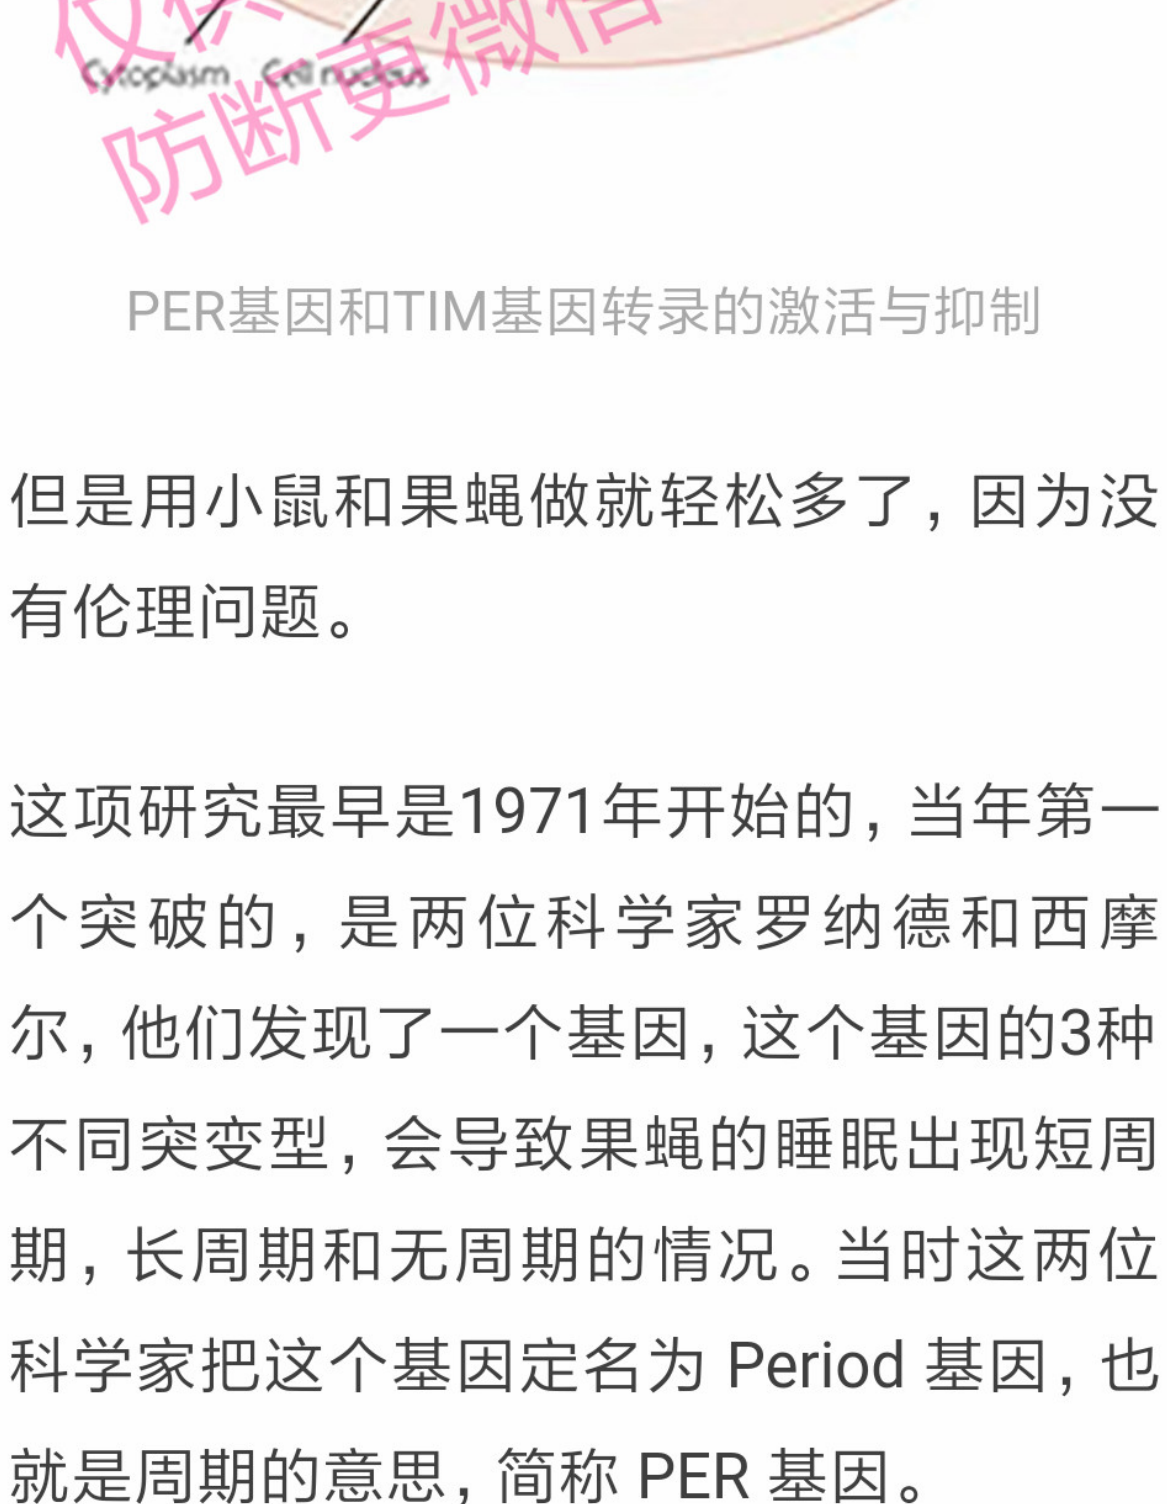 仅供
防断更微信
Cytoplasm Cell nucleus
PER基因和TIM基因转录的激活与抑制
但是用小鼠和果蝇做就轻松多了，因为没
有伦理问题。
这项研究最早是1971年开始的，当年第一
个突破的，是两位科学家罗纳德和西摩
尔，他们发现了一个基因，这个基因的3种
不同突变型，会导致果蝇的睡眠出现短周
期，长周期和无周期的情况。当时这两位
科学家把这个基因定名为 Period 基因，也
就是周期的意思，简称 PER 基因。